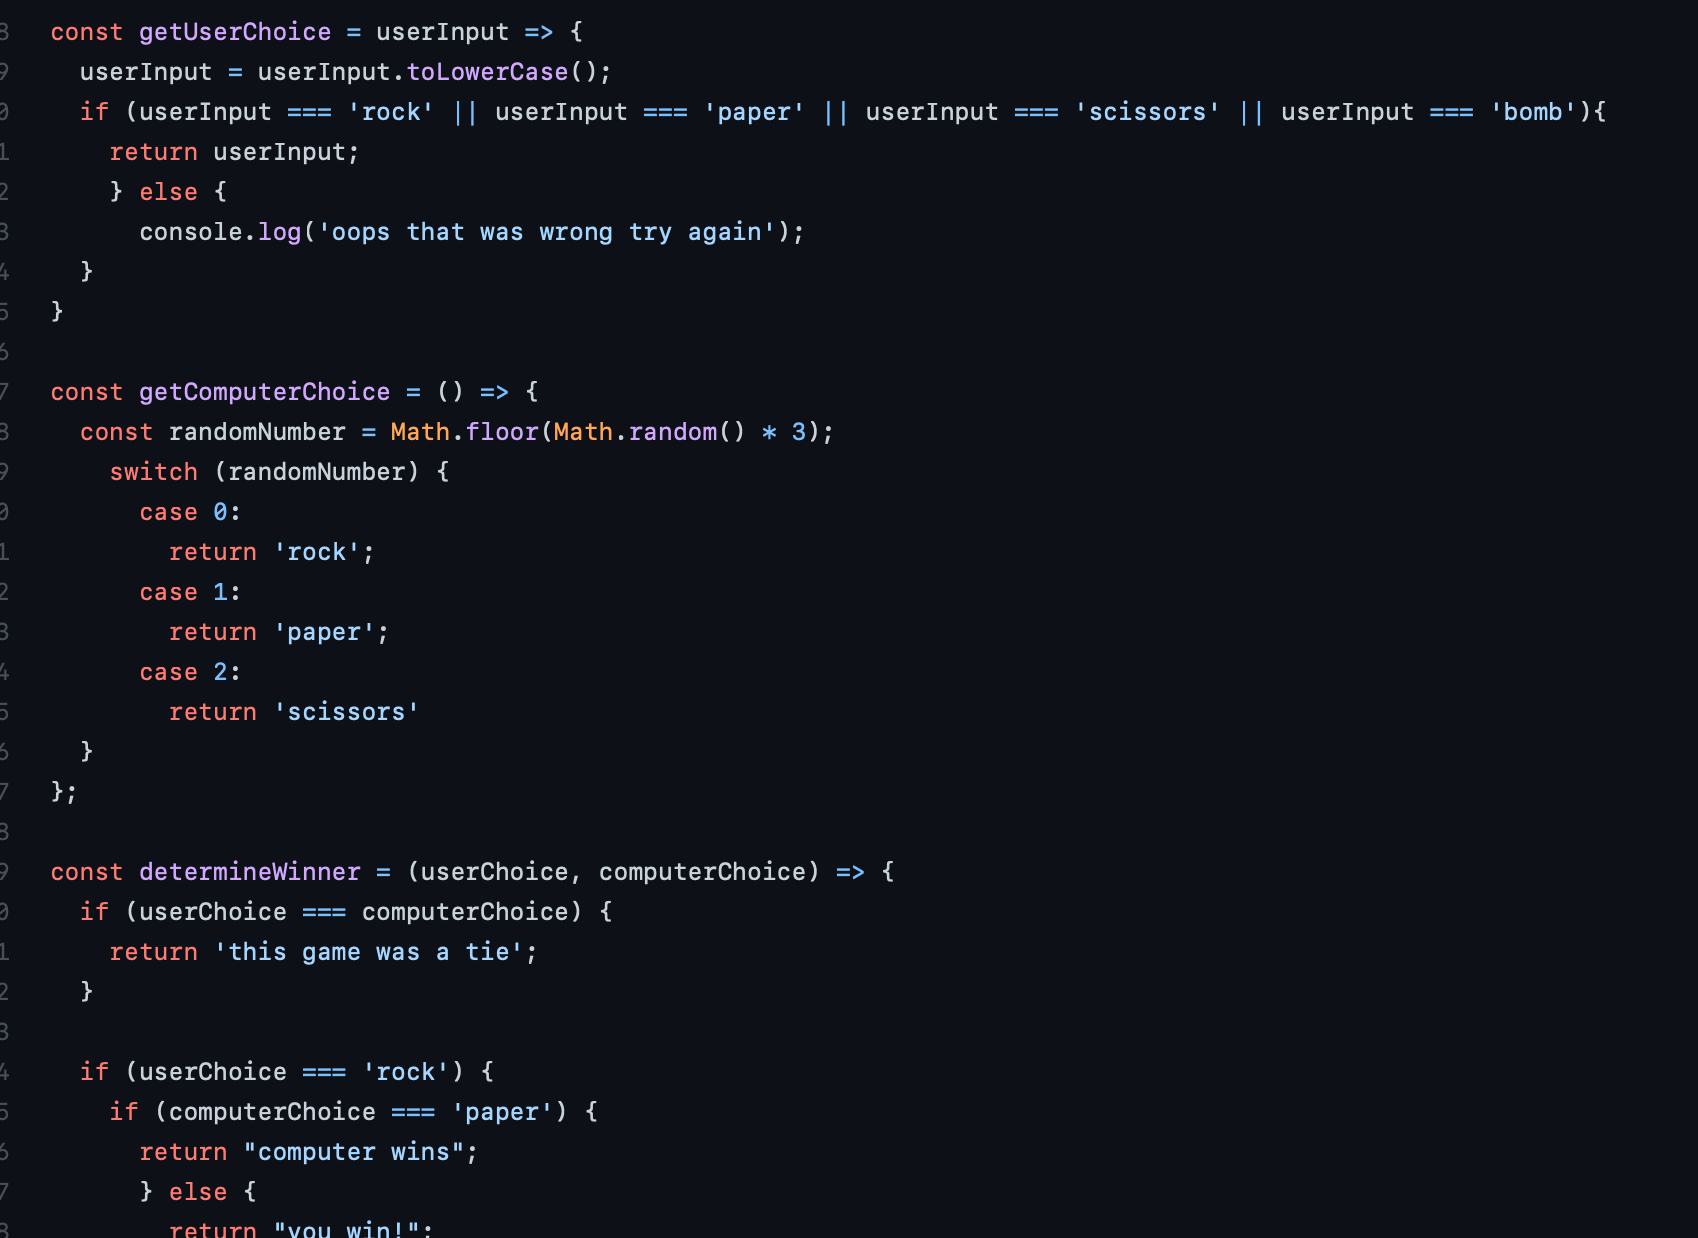 8 const getUserChoice = userInput => {
9   userInput = userInput.toLowerCase();
0   if (userInput === 'rock' || userInput === 'paper' || userInput === 'scissors' || userInput === 'bomb'){
1     return userInput;
2     } else {
3       console.log('oops that was wrong try again');
4   }
5 }
6
7 const getComputerChoice = () => {
8   const randomNumber = Math.floor(Math.random() * 3);
9     switch (randomNumber) {
0       case 0:
1         return 'rock';
2       case 1:
3         return 'paper';
4       case 2:
5         return 'scissors'
6   }
7 };
8
9 const determineWinner = (userChoice, computerChoice) => {
0   if (userChoice === computerChoice) {
1     return 'this game was a tie';
2   }
3
4   if (userChoice === 'rock') {
5     if (computerChoice === 'paper') {
6       return "computer wins";
7       } else {
8         return "you win!";